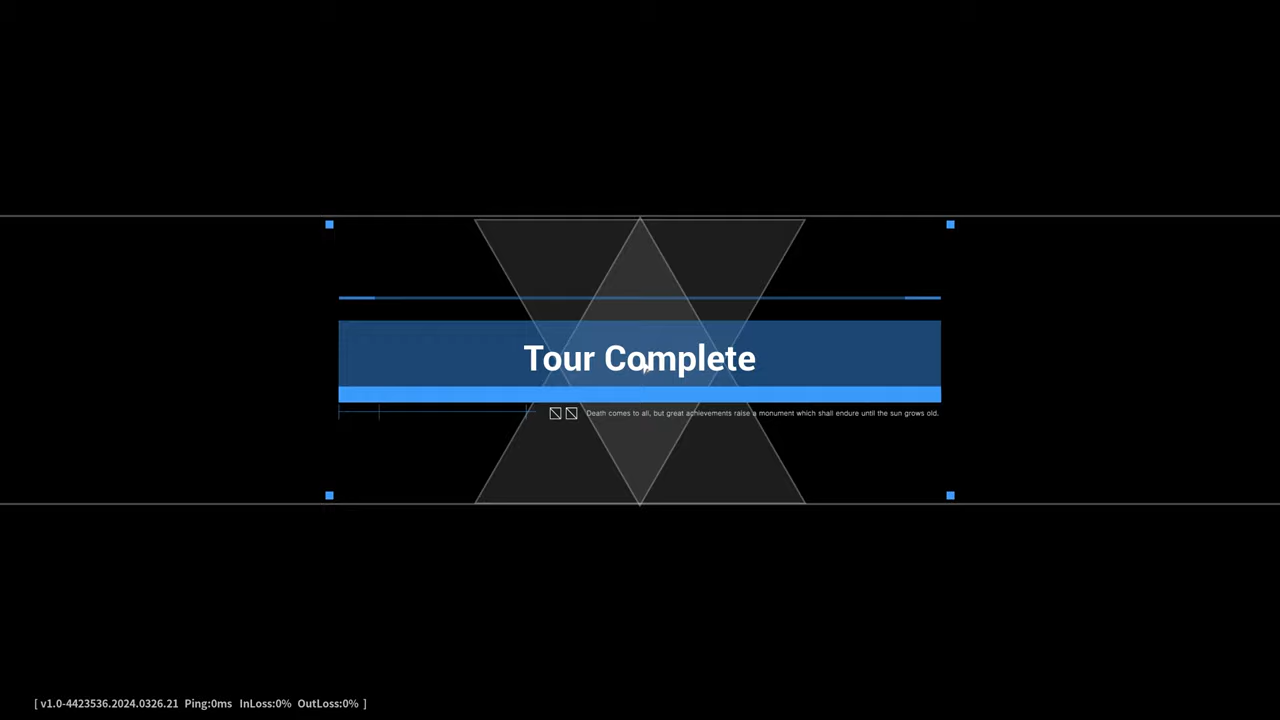 Tour Complete
Death comes to all, but great achievements raise a monument which shall endure until the sun grows old.
[ v1.0-4423536.2024.0326.21 Ping:0ms InLoss:0% OutLoss:0% ]